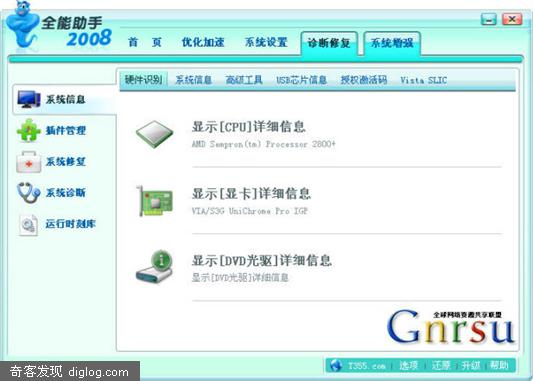 全能助手
2008
首 页 优化加速 系统设置 诊断修复 系统增强
硬件识别 系统信息 高级工具 USB芯片信息 授权激活码 Vista SLIC
系统信息
插件管理
系统修复
系统诊断
运行时刻库
显示[CPU]详细信息
AMD Sempron(tm) Processor 2800+
显示[显卡]详细信息
VIA/S3G UniChrome Pro IGP
显示[DVD光驱]详细信息
显示[DVD光驱]详细信息
全球网络资源共享联盟
Gnrsu
T355.com | 选项 | 还原 | 升级 | 帮助
奇客发现 diglog.com